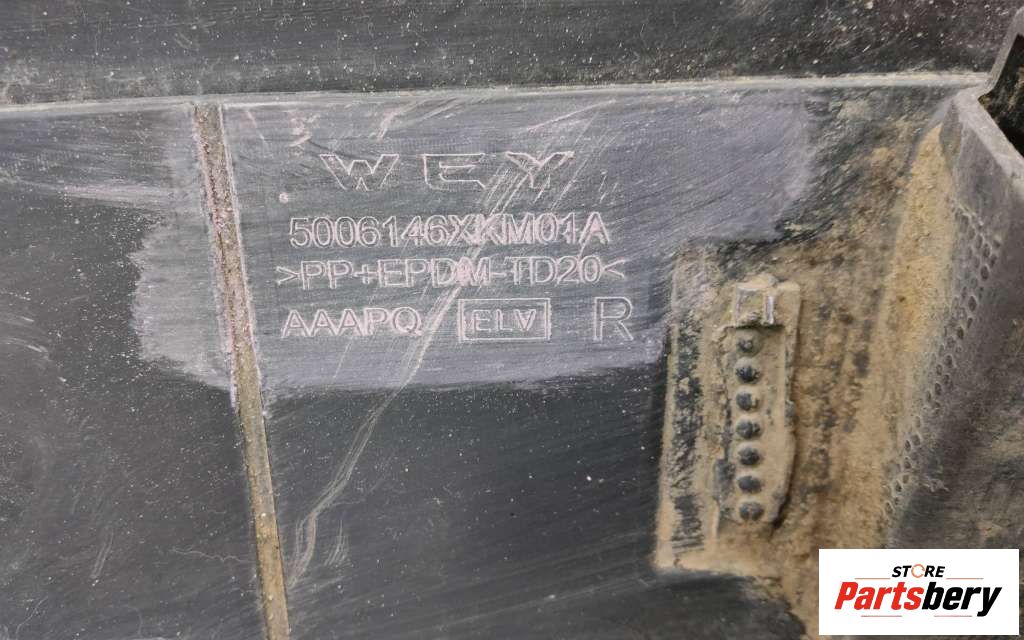 WEY
5006146XKM01A
>PP+EPDM-TD20<
AAAPQ ELV R
STORE
Partsbery